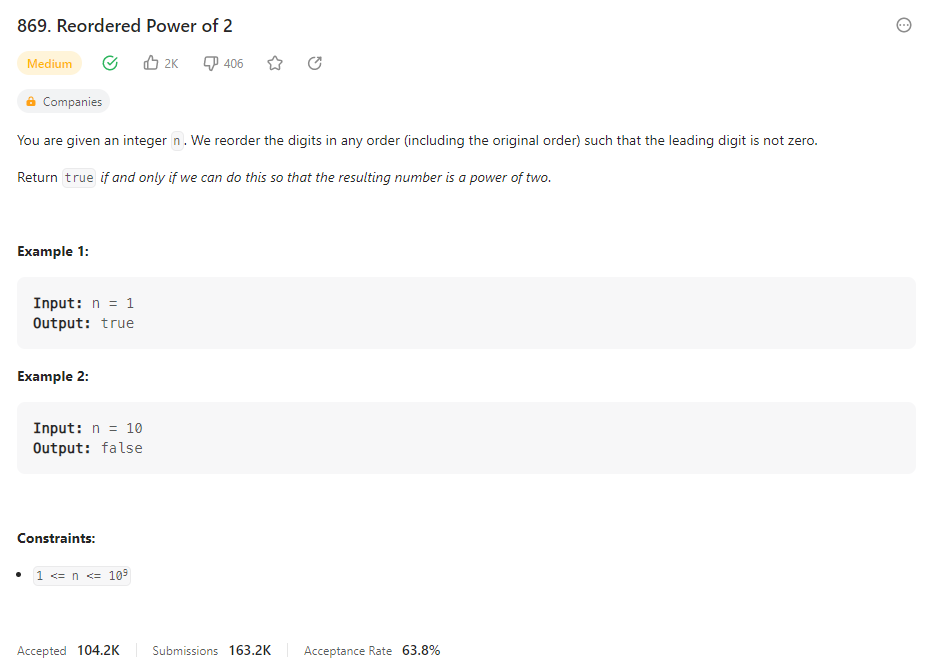 869. Reordered Power of 2
Medium 2K 406
Companies
You are given an integer n. We reorder the digits in any order (including the original order) such that the leading digit is not zero.
Return true if and only if we can do this so that the resulting number is a power of two.
Example 1:
Input: n = 1
Output: true
Example 2:
Input: n = 10
Output: false
Constraints:
• 1 <= n <= 10⁹
Accepted 104.2K Submissions 163.2K Acceptance Rate 63.8%